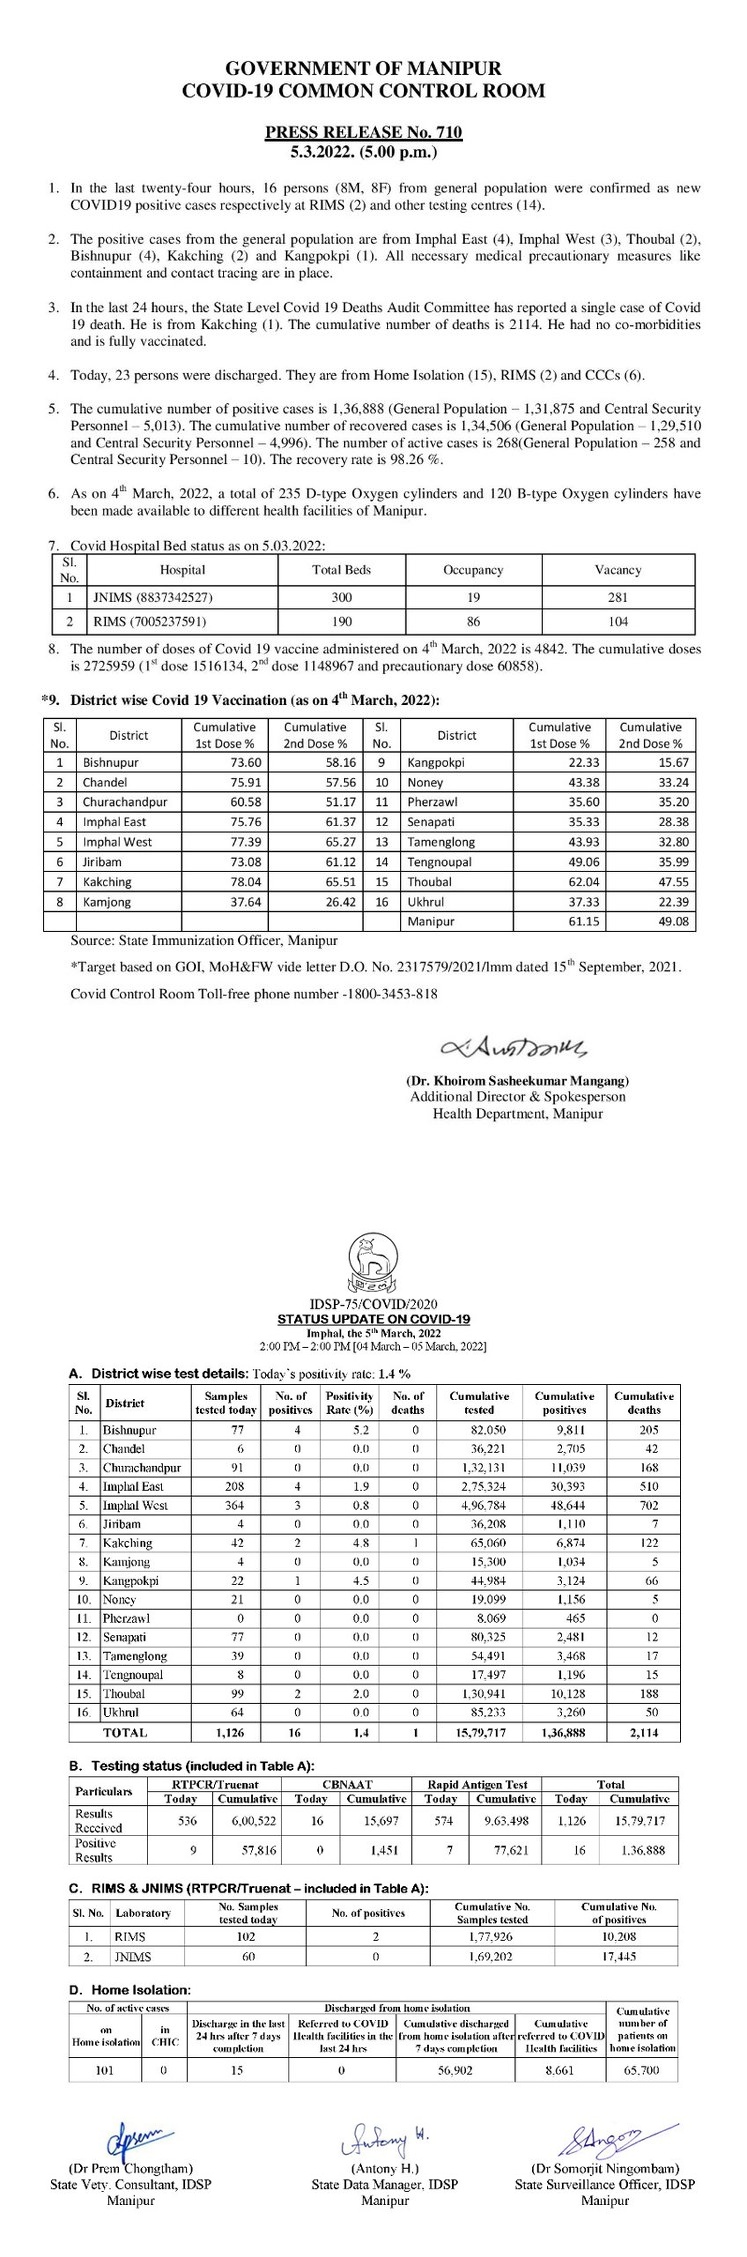 GOVERNMENT OF MANIPUR
COVID-19 COMMON CONTROL ROOM
PRESS RELEASE No. 710
5.3.2022. (5.00 p.m.)
1. In the last twenty-four hours, 16 persons (8M, 8F) from general population were confirmed as new
COVID19 positive cases respectively at RIMS (2) and other testing centres (14).
2. The positive cases from the general population are from Imphal East (4), Imphal West (3), Thoubal (2),
Bishnupur (4), Kakching (2) and Kangpokpi (1). All necessary medical precautionary measures like
containment and contact tracing are in place.
3. In the last 24 hours, the State Level Covid 19 Deaths Audit Committee has reported a single case of Covid
19 death. He is from Kakching (1). The cumulative number of deaths is 2114. He had no co-morbidities
and is fully vaccinated.
4. Today, 23 persons were discharged. They are from Home Isolation (15), RIMS (2) and CCCs (6).
5. The cumulative number of positive cases is 1,36,888 (General Population – 1,31,875 and Central Security
Personnel – 5,013). The cumulative number of recovered cases is 1,34,506 (General Population – 1,29,510
and Central Security Personnel – 4,996). The number of active cases is 268(General Population – 258 and
Central Security Personnel – 10). The recovery rate is 98.26 %.
6. As on 4th March, 2022, a total of 235 D-type Oxygen cylinders and 120 B-type Oxygen cylinders have
been made available to different health facilities of Manipur.
7. Covid Hospital Bed status as on 5.03.2022:
Sl. No. Hospital Total Beds Occupancy Vacancy
1 JNIMS (8837342527) 300 19 281
2 RIMS (7005237591) 190 86 104
8. The number of doses of Covid 19 vaccine administered on 4th March, 2022 is 4842. The cumulative doses
is 2725959 (1st dose 1516134, 2nd dose 1148967 and precautionary dose 60858).
*9. District wise Covid 19 Vaccination (as on 4th March, 2022):
Sl. No. District Cumulative 1st Dose % Cumulative 2nd Dose % Sl. No. District Cumulative 1st Dose % Cumulative 2nd Dose %
1 Bishnupur 73.60 58.16 9 Kangpokpi 22.33 15.67
2 Chandel 75.91 57.56 10 Noney 43.38 33.24
3 Churachandpur 60.58 51.17 11 Pherzawl 35.60 35.20
4 Imphal East 75.76 61.37 12 Senapati 35.33 28.38
5 Imphal West 77.39 65.27 13 Tamenglong 43.93 32.80
6 Jiribam 73.08 61.12 14 Tengnoupal 49.06 35.99
7 Kakching 78.04 65.51 15 Thoubal 62.04 47.55
8 Kamjong 37.64 26.42 16 Ukhrul 37.33 22.39
Manipur 61.15 49.08
Source: State Immunization Officer, Manipur
*Target based on GOI, MoH&FW vide letter D.O. No. 2317579/2021/Imm dated 15th September, 2021.
Covid Control Room Toll-free phone number -1800-3453-818
(Dr. Khoirom Sasheekumar Mangang)
Additional Director & Spokesperson
Health Department, Manipur
IDSP-75/COVID/2020
STATUS UPDATE ON COVID-19
Imphal, the 5th March, 2022
2:00 PM – 2:00 PM [04 March – 05 March, 2022]
A. District wise test details: Today's positivity rate: 1.4 %
Sl. No. District Samples tested today No. of positives Positivity Rate (%) No. of deaths Cumulative tested Cumulative positives Cumulative deaths
1. Bishnupur 77 4 5.2 0 82,050 9,811 205
2. Chandel 6 0 0.0 0 36,221 2,705 42
3. Churachandpur 91 0 0.0 0 1,32,131 11,039 168
4. Imphal East 208 4 1.9 0 2,75,324 30,393 510
5. Imphal West 364 3 0.8 0 4,96,784 48,644 702
6. Jiribam 4 0 0.0 0 36,208 1,110 7
7. Kakching 42 2 4.8 1 65,060 6,874 122
8. Kamjong 4 0 0.0 0 15,300 1,034 5
9. Kangpokpi 22 1 4.5 0 44,984 3,124 66
10. Noney 21 0 0.0 0 19,099 1,156 5
11. Pherzawl 0 0 0.0 0 8,069 465 0
12. Senapati 77 0 0.0 0 80,325 2,481 12
13. Tamenglong 39 0 0.0 0 54,491 3,468 17
14. Tengnoupal 8 0 0.0 0 17,497 1,196 15
15. Thoubal 99 2 2.0 0 1,30,941 10,128 188
16. Ukhrul 64 0 0.0 0 85,233 3,260 50
TOTAL 1,126 16 1.4 1 15,79,717 1,36,888 2,114
B. Testing status (included in Table A):
Particulars RTPCR/Truenat CBNAAT Rapid Antigen Test Total
Today Cumulative Today Cumulative Today Cumulative Today Cumulative
Results Received 536 6,00,522 16 15,697 574 9,63,498 1,126 15,79,717
Positive Results 9 57,816 0 1,451 7 77,621 16 1,36,888
C. RIMS & JNIMS (RTPCR/Truenat – included in Table A):
Sl. No. Laboratory No. Samples tested today No. of positives Cumulative No. Samples tested Cumulative No. of positives
1. RIMS 102 2 1,77,926 10,208
2. JNIMS 60 0 1,69,202 17,445
D. Home Isolation:
No. of active cases Discharged from home isolation Cumulative number of patients on home isolation
on Home isolation in CHIC Discharge in the last 24 hrs after 7 days completion Referred to COVID Health facilities in the last 24 hrs Cumulative discharged from home isolation after 7 days completion Cumulative referred to COVID Health facilities
101 0 15 0 56,902 8,661 65,700
Antony H.
(Dr Prem Chongtham) (Antony H.) (Dr Somorjit Ningombam)
State Vety. Consultant, IDSP State Data Manager, IDSP State Surveillance Officer, IDSP
Manipur Manipur Manipur